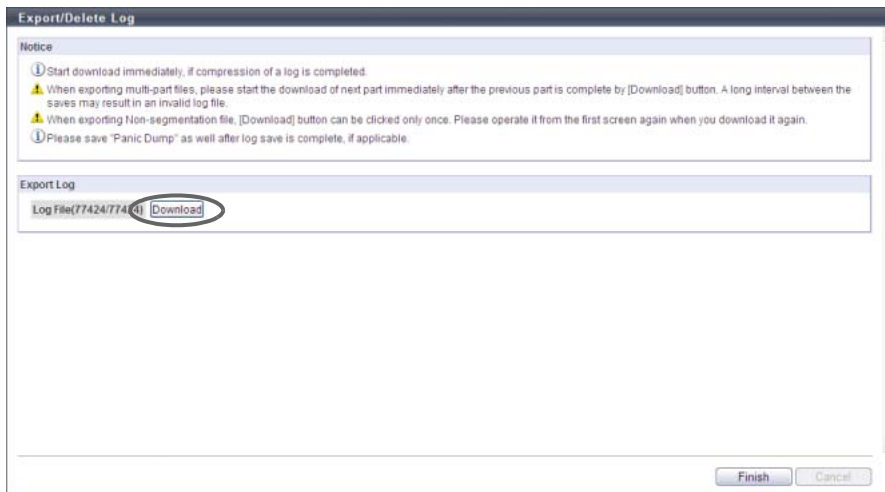 Export/Delete Log
Notice
Start download immediately, if compression of a log is completed.
When exporting multi-part files, please start the download of next part immediately after the previous part is complete by [Download] button. A long interval between the
saves may result in an invalid log file.
When exporting Non-segmentation file, [Download] button can be clicked only once. Please operate it from the first screen again when you download it again.
Please save "Panic Dump" as well after log save is complete, if applicable.
Export Log
Log File(77424/77424) Download
Finish Cancel